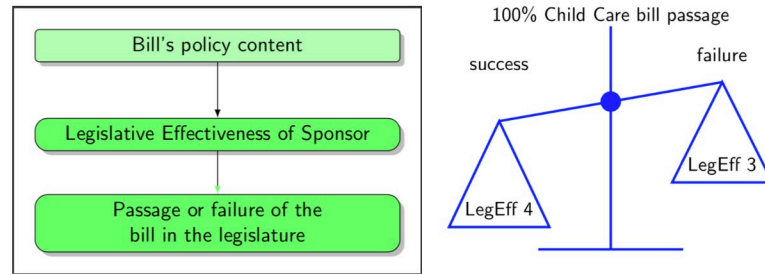 Bill's policy content
Legislative Effectiveness of Sponsor
Passage or failure of the
bill in the legislature
100% Child Care bill passage
success
failure
LegEff 4
LegEff 3